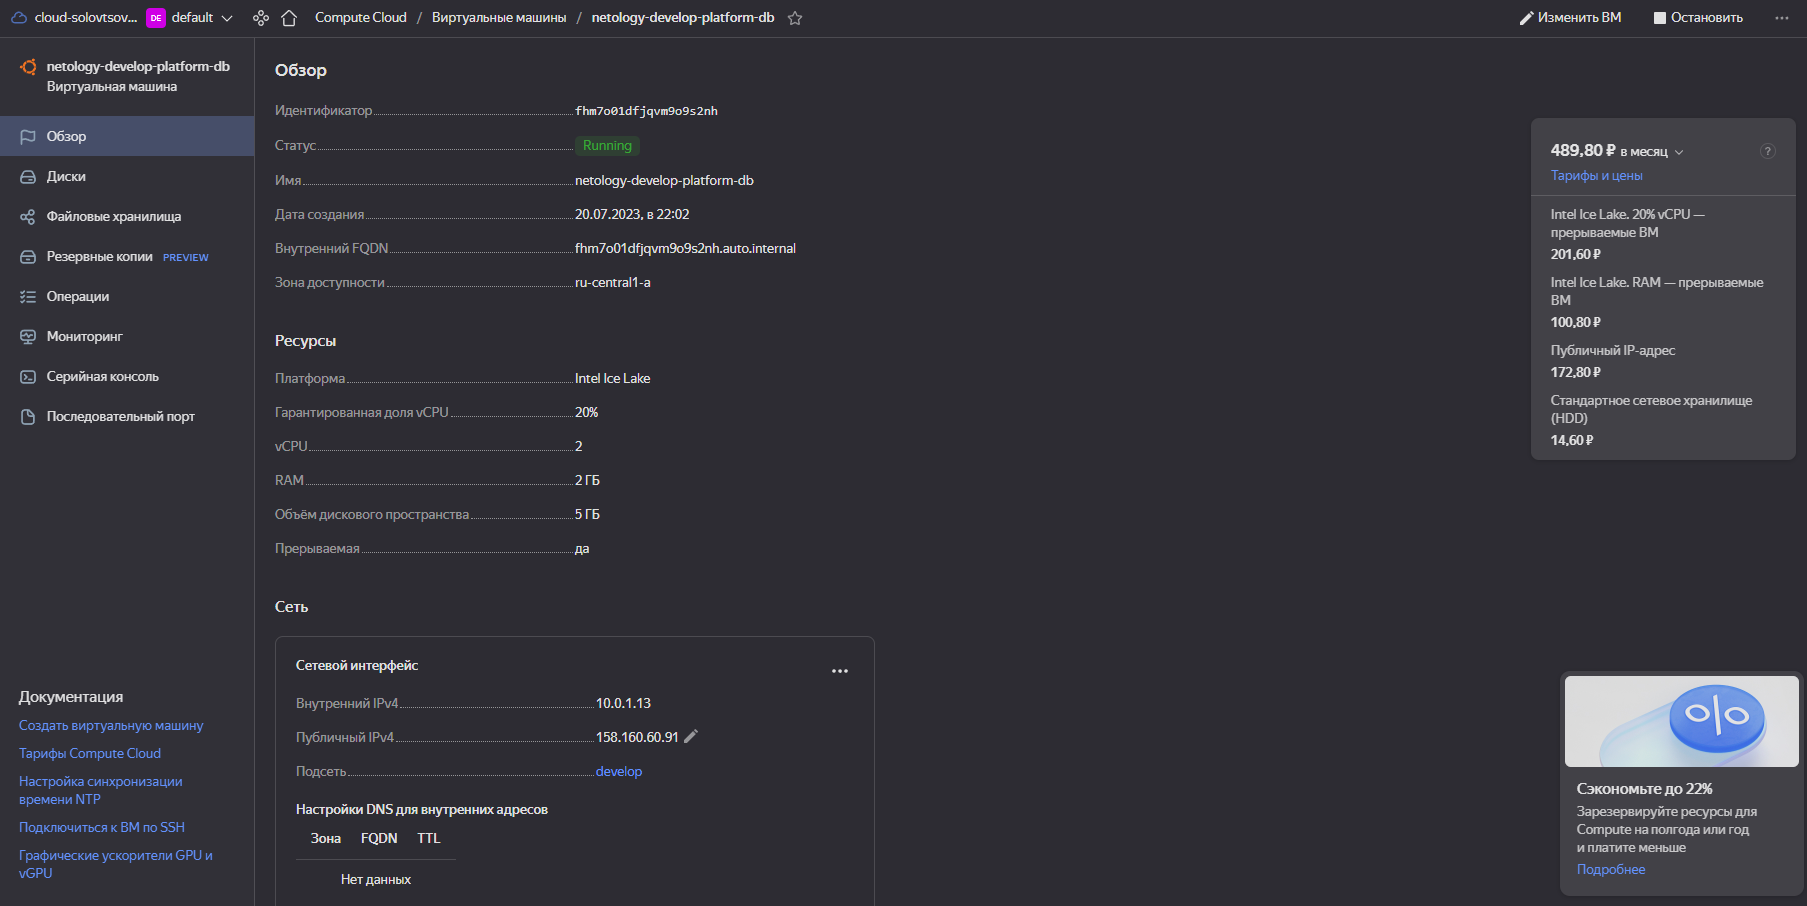 cloud-solovtsov... DE default Compute Cloud / Виртуальные машины / netology-develop-platform-db Изменить ВМ Остановить
netology-develop-platform-db
Виртуальная машина
Обзор
Диски
Файловые хранилища
Резервные копии PREVIEW
Операции
Мониторинг
Серийная консоль
Последовательный порт
Документация
Создать виртуальную машину
Тарифы Compute Cloud
Настройка синхронизации
времени NTP
Подключиться к ВМ по SSH
Графические ускорители GPU и
vGPU
Обзор
Идентификатор fhm7o01dfjqvm9o9s2nh
Статус Running
Имя netology-develop-platform-db
Дата создания 20.07.2023, в 22:02
Внутренний FQDN fhm7o01dfjqvm9o9s2nh.auto.internal
Зона доступности ru-central1-a
Ресурсы
Платформа Intel Ice Lake
Гарантированная доля vCPU 20%
vCPU 2
RAM 2 ГБ
Объём дискового пространства 5 ГБ
Прерываемая да
Сеть
Сетевой интерфейс
Внутренний IPv4 10.0.1.13
Публичный IPv4 158.160.60.91
Подсеть develop
Настройки DNS для внутренних адресов
Зона FQDN TTL
Нет данных
489,80 ₽ в месяц ?
Тарифы и цены
Intel Ice Lake. 20% vCPU —
прерываемые ВМ
201,60 ₽
Intel Ice Lake. RAM — прерываемые
ВМ
100,80 ₽
Публичный IP-адрес
172,80 ₽
Стандартное сетевое хранилище
(HDD)
14,60 ₽
%
Сэкономьте до 22%
Зарезервируйте ресурсы для
Compute на полгода или год
и платите меньше
Подробнее